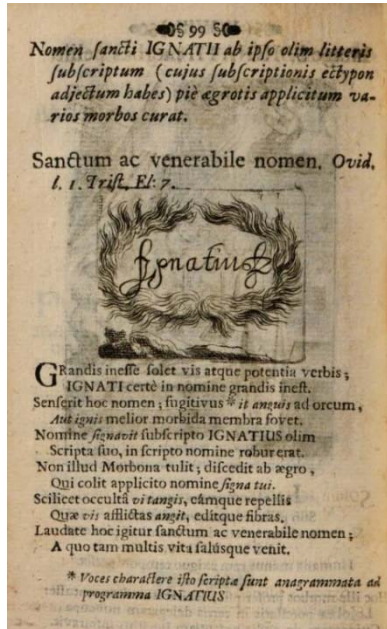 § 99 §
Nomen ſancti IGNATII ab ipſo olim litteris
ſubſcriptum (cujus ſubſcriptionis ectypon
adjectum habes) piè ægrotis applicitum va-
rios morbos curat.
Sanctum ac venerabile nomen. Ovid.
l. 1. Triſt. El: 7.
Ignatius
GRandis ineſſe ſolet vis atque potentia verbis;
IGNATI certè in nomine grandis ineſt.
Senſerit hoc nomen; fugitivus * it anguis ad orcum,
Aut ignis melior morbida membra fovet.
Nomine ſignavit ſubſcripto IGNATIUS olim
Scripta ſuo, in ſcripto nomine robur erat.
Non illud Morbona tulit; diſcedit ab ægro,
Qui colit applicito nomine ſigna tui.
Scilicet occultâ vi tangis, eâmque repellis
Quæ vis afflictas angit, editque fibras.
Laudate hoc igitur ſanctum ac venerabile nomen;
A quo tam multis vita ſalúsque venit.
* Voces charactere iſto ſcriptæ ſunt anagrammata ad
programma IGNATIUS